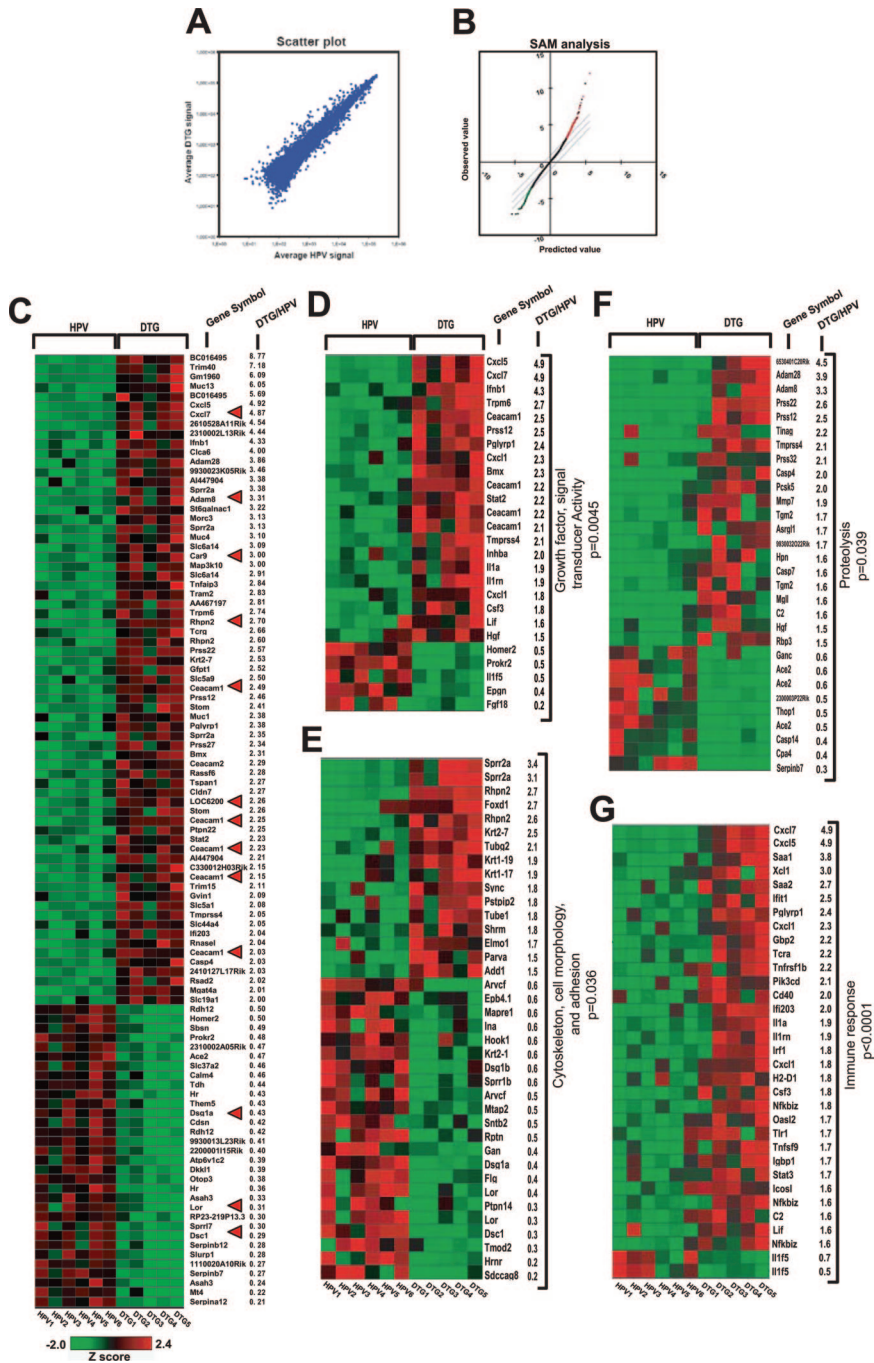 A
Scatter plot
Average DTG signal
Average HPV signal
B
SAM analysis
Observed value
Predicted value
15
10
5
0
-5
-10
-10
-5
0
5
10
15
C
HPV
DTG
Gene Symbol
DTG/HPV
BC016495 8.77
Trim40 7.18
Gm1960 6.09
Muc13 6.05
BC016495 5.69
Cxcl5 4.92
Cxcl7 4.87
2610528A11Rik 4.54
2310002L13Rik 4.44
Ifnb1 4.33
Clca6 4.00
Adam28 3.86
9930023K05Rik 3.46
AI447904 3.38
Sprr2a 3.38
Adam8 3.31
St6galnac1 3.22
Morc3 3.13
Sprr2a 3.13
Muc4 3.10
Slc6a14 3.09
Car9 3.00
Map3k10 3.00
Slc6a14 2.91
Tnfaip3 2.84
Tram2 2.83
AA467197 2.81
Trpm6 2.74
Rhpn2 2.70
Tcrg 2.66
Rhpn2 2.60
Prss22 2.57
Krt2-7 2.53
Gfpt1 2.52
Slc5a9 2.50
Ceacam1 2.49
Prss12 2.46
Stom 2.41
Muc1 2.38
Pglyrp1 2.38
Sprr2a 2.35
Prss27 2.34
Bmx 2.31
Ceacam2 2.29
Rassf6 2.28
Tspan1 2.27
Cldn7 2.27
LOC6200 2.26
Stom 2.26
Ceacam1 2.25
Ptpn22 2.25
Stat2 2.23
Ceacam1 2.23
AI447904 2.21
C330012H03Rik 2.15
Ceacam1 2.15
Trim15 2.11
Gvin1 2.09
Slc5a1 2.08
Tmprss4 2.05
Slc44a4 2.05
Ifi203 2.04
Rnasel 2.04
Ceacam1 2.03
Casp4 2.03
2410127L17Rik 2.03
Rsad2 2.02
Mgat4a 2.01
Slc19a1 2.00
Rdh12 0.50
Homer2 0.50
Sbsn 0.49
Prokr2 0.48
2310002A05Rik 0.47
Ace2 0.47
Slc37a2 0.46
Calm4 0.46
Tdh 0.44
Hr 0.43
Them5 0.43
Dsg1a 0.43
Cdsn 0.42
Rdh12 0.42
9930013L23Rik 0.41
2200001I15Rik 0.40
Atp6v1c2 0.39
Dkkl1 0.39
Otop3 0.38
Hr 0.36
Asah3 0.33
Lor 0.31
RP23-219P13.3 0.30
Sprrl7 0.30
Dsc1 0.29
Serpinb12 0.28
Slurp1 0.28
1110020A10Rik 0.27
Serpinb7 0.27
Asah3 0.24
Mt4 0.22
Serpina12 0.21
HPV1 HPV2 HPV3 HPV4 HPV5 HPV6 DTG1 DTG2 DTG3 DTG4 DTG5
-2.0
2.4
Z score
D
HPV
DTG
Gene Symbol
DTG/HPV
Cxcl5 4.9
Cxcl7 4.9
Ifnb1 4.3
Trpm6 2.7
Ceacam1 2.5
Prss12 2.5
Pglyrp1 2.4
Cxcl1 2.3
Bmx 2.3
Ceacam1 2.2
Stat2 2.2
Ceacam1 2.2
Ceacam1 2.1
Tmprss4 2.1
Inhba 2.0
Il1a 1.9
Il1rn 1.9
Cxcl1 1.8
Csf3 1.8
Lif 1.6
Hgf 1.5
Homer2 0.5
Prokr2 0.5
Il1f5 0.5
Epgn 0.4
Fgf18 0.2
Growth factor, signal
transducer Activity
p=0.0045
E
Sprr2a 3.4
Sprr2a 3.1
Rhpn2 2.7
Foxd1 2.7
Rhpn2 2.6
Krt2-7 2.5
Tubg2 2.1
Krt1-19 1.9
Krt1-17 1.9
Sync 1.8
Pstpip2 1.8
Tube1 1.8
Shrm 1.8
Elmo1 1.7
Parva 1.5
Add1 1.5
Arvcf 0.6
Epb4.1 0.6
Mapre1 0.6
Ina 0.6
Hook1 0.6
Krt2-1 0.6
Dsg1b 0.6
Sprr1b 0.6
Arvcf 0.5
Mtap2 0.5
Sntb2 0.5
Rptn 0.5
Gan 0.4
Dsg1a 0.4
Flg 0.4
Lor 0.4
Ptpn14 0.3
Lor 0.3
Dsc1 0.3
Tmod2 0.3
Hrnr 0.2
Sdccag8 0.2
Cytoskeleton, cell morphology,
and adhesion
p=0.036
HPV1 HPV2 HPV3 HPV4 HPV5 HPV6 DTG1 DTG2 DTG3 DTG4 DTG5
F
HPV
DTG
Gene Symbol
DTG/HPV
6530401C20Rik 4.5
Adam28 3.9
Adam8 3.3
Prss22 2.6
Prss12 2.5
Tinag 2.2
Tmprss4 2.1
Prss32 2.1
Casp4 2.0
Pcsk5 2.0
Mmp7 1.9
Tgm2 1.7
Asrgl1 1.7
9830032O22Rik 1.7
Hpn 1.6
Casp7 1.6
Tgm2 1.6
Mgll 1.6
C2 1.6
Hgf 1.5
Rbp3 1.5
Ganc 0.6
Ace2 0.6
Ace2 0.6
2300003P22Rik 0.5
Thop1 0.5
Ace2 0.5
Casp14 0.4
Cpa4 0.4
Serpinb7 0.3
Proteolysis
p=0.039
G
Cxcl7 4.9
Cxcl5 4.9
Saa1 3.8
Xcl1 3.0
Saa2 2.7
Ifit1 2.5
Pglyrp1 2.4
Cxcl1 2.3
Gbp2 2.2
Tcra 2.2
Tnfrsf1b 2.2
Pik3cd 2.1
Cd40 2.0
Ifi203 2.0
Il1a 1.9
Il1rn 1.9
Irf1 1.8
Cxcl1 1.8
H2-D1 1.8
Csf3 1.8
Nfkbiz 1.8
Oasl2 1.7
Tlr1 1.7
Tnfsf9 1.7
Igbp1 1.7
Stat3 1.7
Icosl 1.6
Nfkbiz 1.6
C2 1.6
Lif 1.6
Nfkbiz 1.6
Il1f5 0.7
Il1f5 0.5
Immune response
p<0.0001
HPV1 HPV2 HPV3 HPV4 HPV5 HPV6 DTG1 DTG2 DTG3 DTG4 DTG5